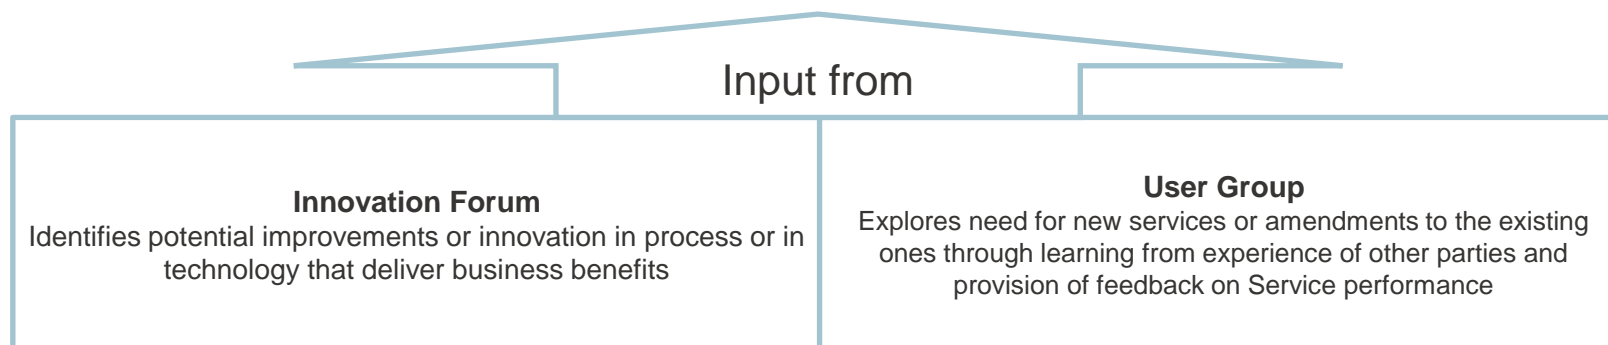 Input from
Innovation Forum
Identifies potential improvements or innovation in process or in
technology that deliver business benefits
User Group
Explores need for new services or amendments to the existing
ones through learning from experience of other parties and
provision of feedback on Service performance